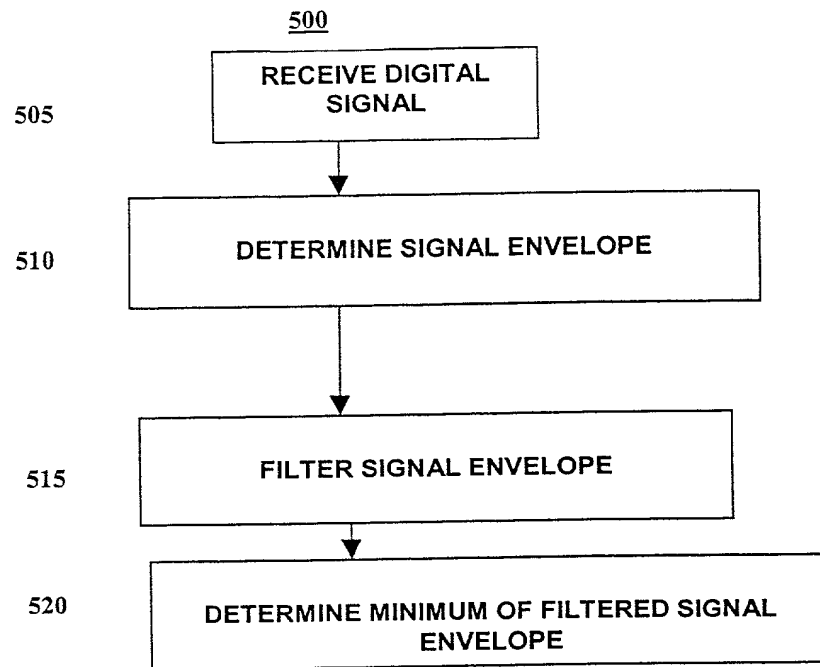 500
RECEIVE DIGITAL
SIGNAL
505
DETERMINE SIGNAL ENVELOPE
510
FILTER SIGNAL ENVELOPE
515
520
DETERMINE MINIMUM OF FILTERED SIGNAL
ENVELOPE